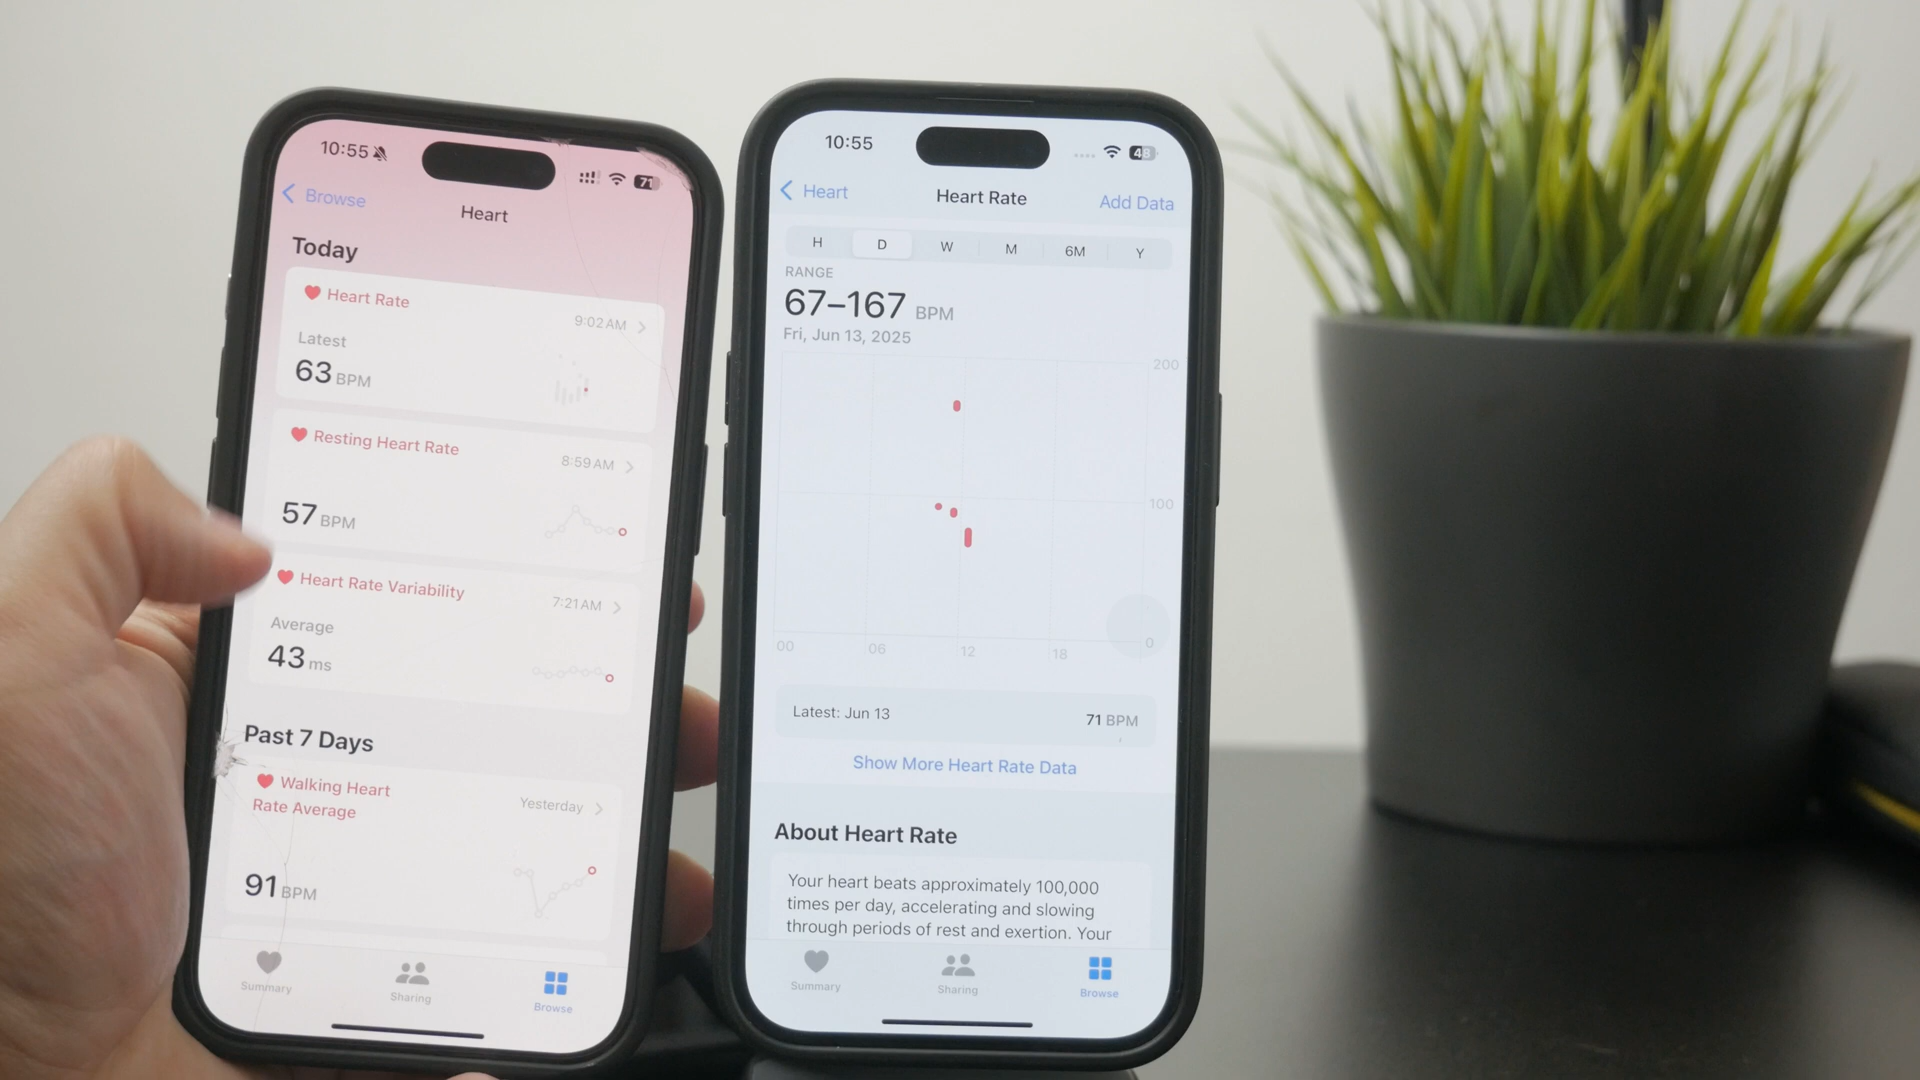 10:55
71
Browse
Heart
Today
Heart Rate
9:02 AM
Latest
63 BPM
Resting Heart Rate
8:59 AM
57 BPM
Heart Rate Variability
7:21 AM
Average
43 ms
Past 7 Days
Walking Heart
Rate Average
Yesterday
91 BPM
Summary
Sharing
Browse
10:55
48
Heart
Heart Rate
Add Data
H D W M 6M Y
RANGE
67–167 BPM
Fri, Jun 13, 2025
200
100
0
00 06 12 18
Latest: Jun 13
71 BPM
Show More Heart Rate Data
About Heart Rate
Your heart beats approximately 100,000
times per day, accelerating and slowing
through periods of rest and exertion. Your
Summary
Sharing
Browse